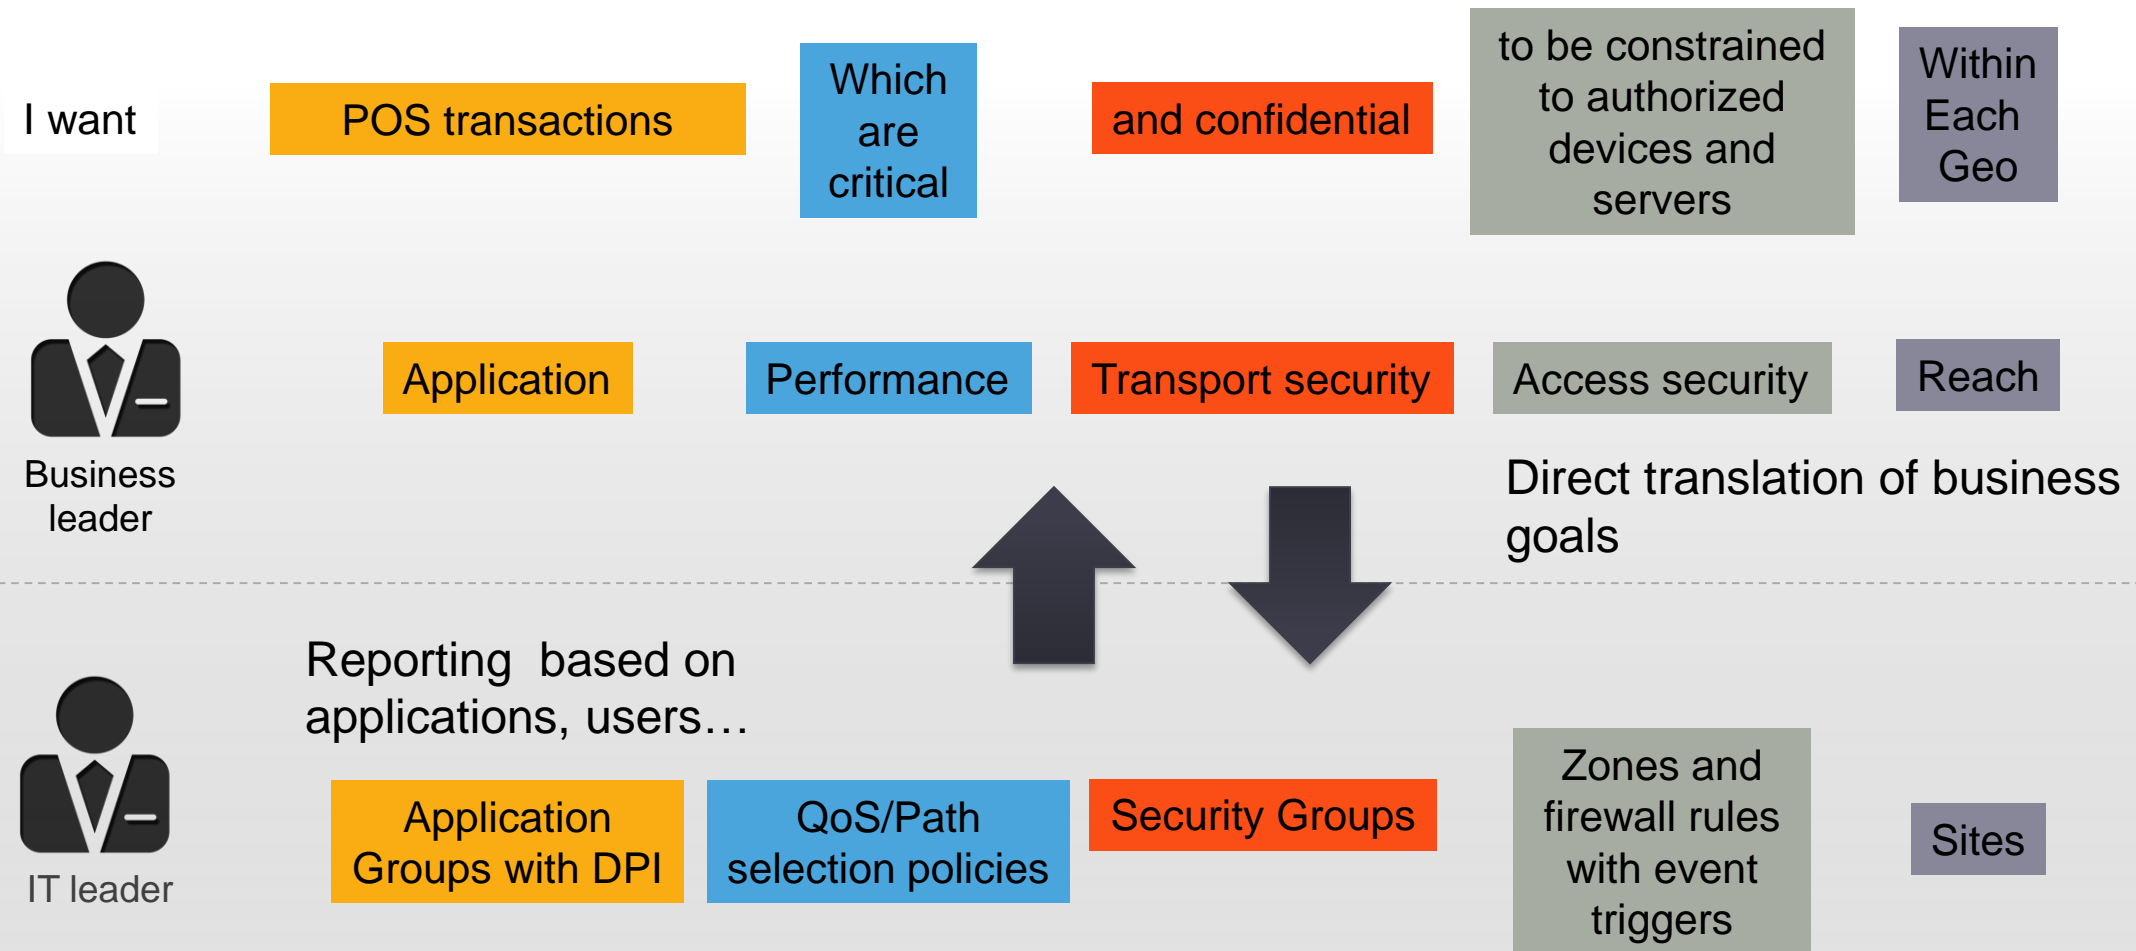 I want
POS transactions
Which
are
critical
and confidential
to be constrained
to authorized
devices and
servers
Within
Each
Geo
Application
Performance
Transport security
Access security
Reach
Business
leader
Direct translation of business
goals
Reporting  based on
applications, users…
Application
Groups with DPI
QoS/Path
selection policies
Security Groups
Zones and
firewall rules
with event
triggers
Sites
IT leader